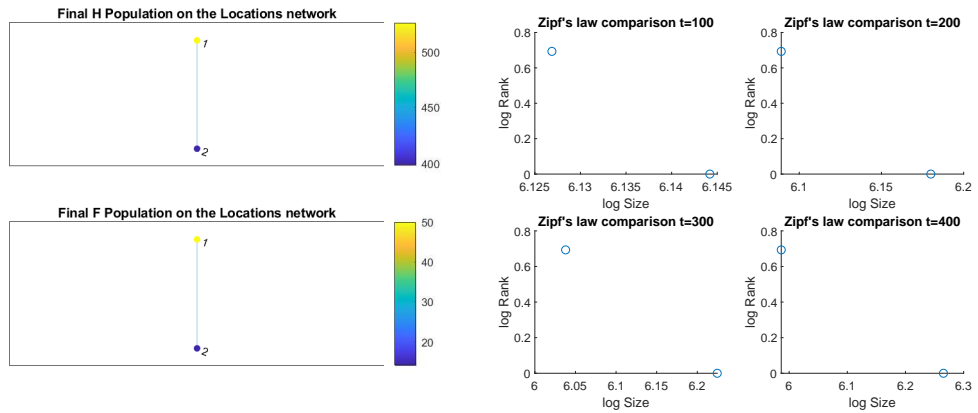 Final H Population on the Locations network
1
2
500
450
400
Final F Population on the Locations network
1
2
50
40
30
20
Zipf's law comparison t=100
0.8
0.6
0.4
0.2
0
log Rank
6.125 6.13 6.135 6.14 6.145
log Size
Zipf's law comparison t=200
0.8
0.6
0.4
0.2
0
log Rank
6.1 6.15 6.2
log Size
Zipf's law comparison t=300
0.8
0.6
0.4
0.2
0
log Rank
6 6.05 6.1 6.15 6.2
log Size
Zipf's law comparison t=400
0.8
0.6
0.4
0.2
0
log Rank
6 6.1 6.2 6.3
log Size